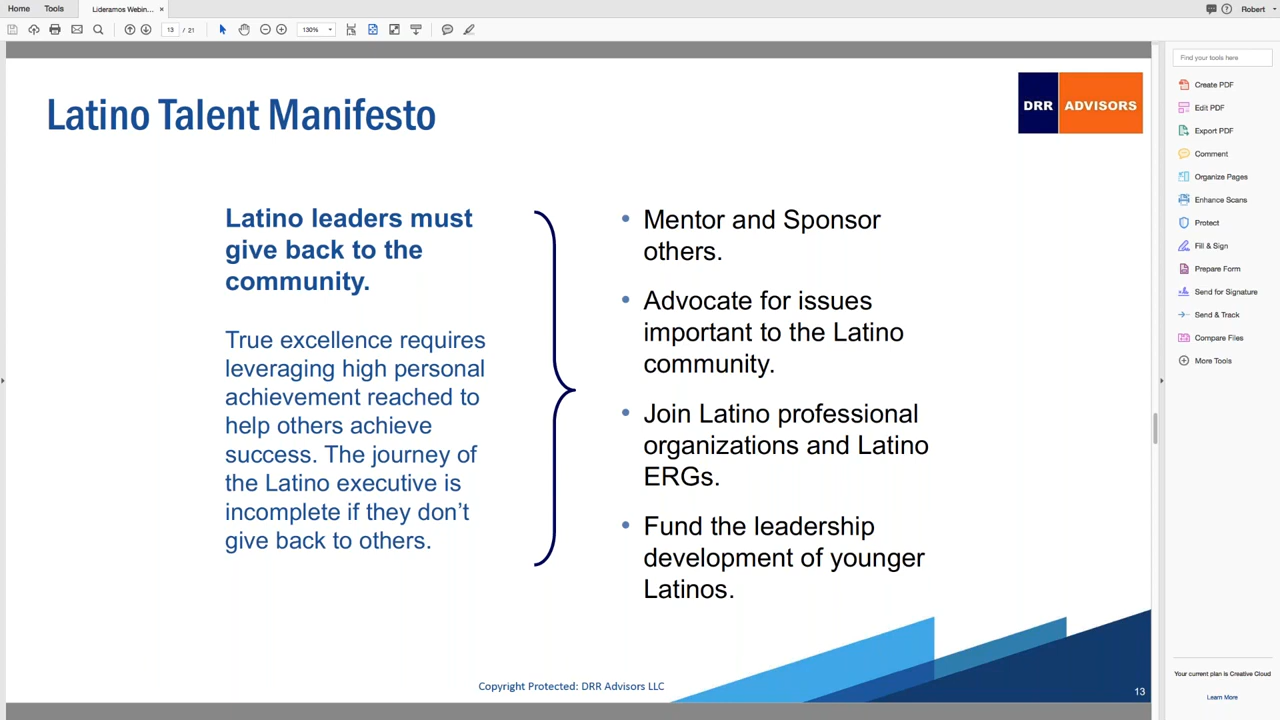 Home Tools Lideramos Webin... × Robert
13 / 21 130%
Latino Talent Manifesto
DRR ADVISORS
Latino leaders must
give back to the
community.
True excellence requires
leveraging high personal
achievement reached to
help others achieve
success. The journey of
the Latino executive is
incomplete if they don't
give back to others.
• Mentor and Sponsor
others.
• Advocate for issues
important to the Latino
community.
• Join Latino professional
organizations and Latino
ERGs.
• Fund the leadership
development of younger
Latinos.
Copyright Protected: DRR Advisors LLC
13
Find your tools here
Create PDF
Edit PDF
Export PDF
Comment
Organize Pages
Enhance Scans
Protect
Fill & Sign
Prepare Form
Send for Signature
Send & Track
Compare Files
More Tools
Your current plan is Creative Cloud
Learn More